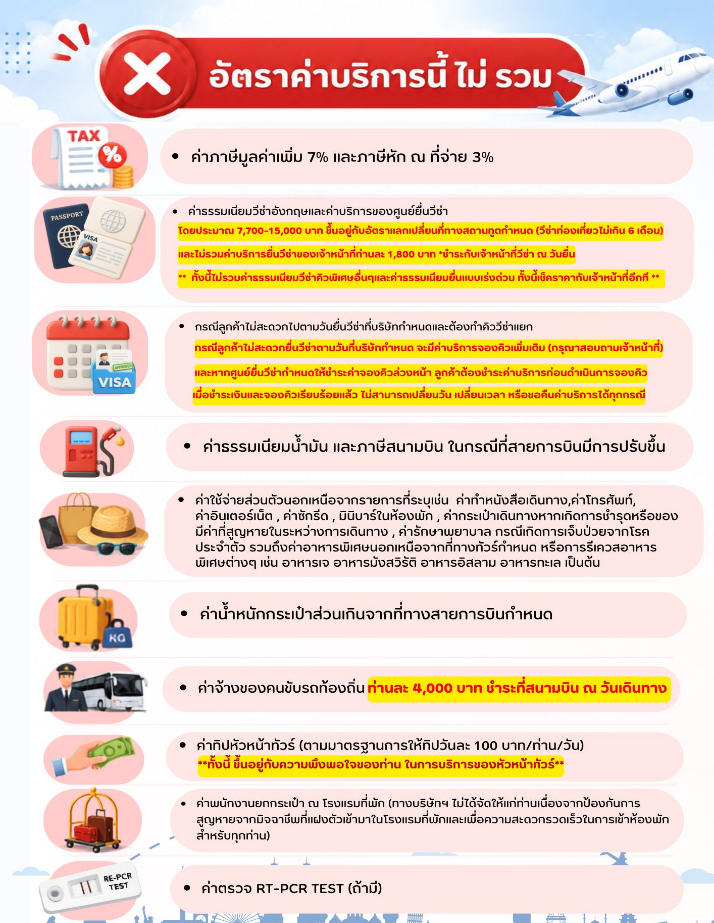 อัตราค่าบริการนี้ ไม่ รวม
TAX
%
• ค่าภาษีมูลค่าเพิ่ม 7% และภาษีหัก ณ ที่จ่าย 3%
PASSPORT
VISA
• ค่าธรรมเนียมวีซ่าอังกฤษและค่าบริการของศูนย์ยื่นวีซ่า
โดยประมาณ 7,700-15,000 บาท ขึ้นอยู่กับอัตราแลกเปลี่ยนที่ทางสถานทูตกำหนด (วีซ่าท่องเที่ยวไม่เกิน 6 เดือน)
และไม่รวมค่าบริการยื่นวีซ่าของเจ้าหน้าที่ท่านละ 1,800 บาท *ชำระกับเจ้าหน้าที่วีซ่า ณ วันยื่น
** ทั้งนี้ไม่รวมค่าธรรมเนียมวีซ่าคิวพิเศษอื่นๆและค่าธรรมเนียมยื่นแบบเร่งด่วน ทั้งนี้เช็คราคากับเจ้าหน้าที่อีกที **
VISA
• กรณีลูกค้าไม่สะดวกไปตามวันยื่นวีซ่าที่บริษัทกำหนดและต้องทำคิววีซ่าแยก
กรณีลูกค้าไม่สะดวกยื่นวีซ่าตามวันที่บริษัทกำหนด จะมีค่าบริการจองคิวเพิ่มเติม (กรุณาสอบถามเจ้าหน้าที่)
และหากศูนย์ยื่นวีซ่ากำหนดให้ชำระค่าจองคิวล่วงหน้า ลูกค้าต้องชำระค่าบริการก่อนดำเนินการจองคิว
เมื่อชำระเงินและจองคิวเรียบร้อยแล้ว ไม่สามารถเปลี่ยนวัน เปลี่ยนเวลา หรือขอคืนค่าบริการได้ทุกกรณี
• ค่าธรรมเนียมน้ำมัน และภาษีสนามบิน ในกรณีที่สายการบินมีการปรับขึ้น
• ค่าใช้จ่ายส่วนตัวนอกเหนือจากรายการที่ระบุเช่น ค่าทำหนังสือเดินทาง,ค่าโทรศัพท์,
ค่าอินเตอร์เน็ต , ค่าซักรีด , มินิบาร์ในห้องพัก , ค่ากระเป๋าเดินทางหากเกิดการชำรุดหรือของ
มีค่าที่สูญหายในระหว่างการเดินทาง , ค่ารักษาพยาบาล กรณีเกิดการเจ็บป่วยจากโรค
ประจำตัว รวมถึงค่าอาหารพิเศษนอกเหนือจากที่ทางทัวร์กำหนด หรือการรีเควสอาหาร
พิเศษต่างๆ เช่น อาหารเจ อาหารมังสวิรัติ อาหารอิสลาม อาหารทะเล เป็นต้น
KG
• ค่าน้ำหนักกระเป๋าส่วนเกินจากที่ทางสายการบินกำหนด
• ค่าจ้างของคนขับรถท้องถิ่น ท่านละ 4,000 บาท ชำระที่สนามบิน ณ วันเดินทาง
• ค่าทิปหัวหน้าทัวร์ (ตามมาตรฐานการให้ทิปวันละ 100 บาท/ท่าน/วัน)
**ทั้งนี้ ขึ้นอยู่กับความพึงพอใจของท่าน ในการบริการของหัวหน้าทัวร์**
• ค่าพนักงานยกกระเป๋า ณ โรงแรมที่พัก (ทางบริษัทฯ ไม่ได้จัดให้แก่ท่านเนื่องจากป้องกันการ
สูญหายจากมิจฉาชีพที่แฝงตัวเข้ามาในโรงแรมที่พักและเพื่อความสะดวกรวดเร็วในการเข้าห้องพัก
สำหรับทุกท่าน)
RE-PCR
TEST
• ค่าตรวจ RT-PCR TEST (ถ้ามี)